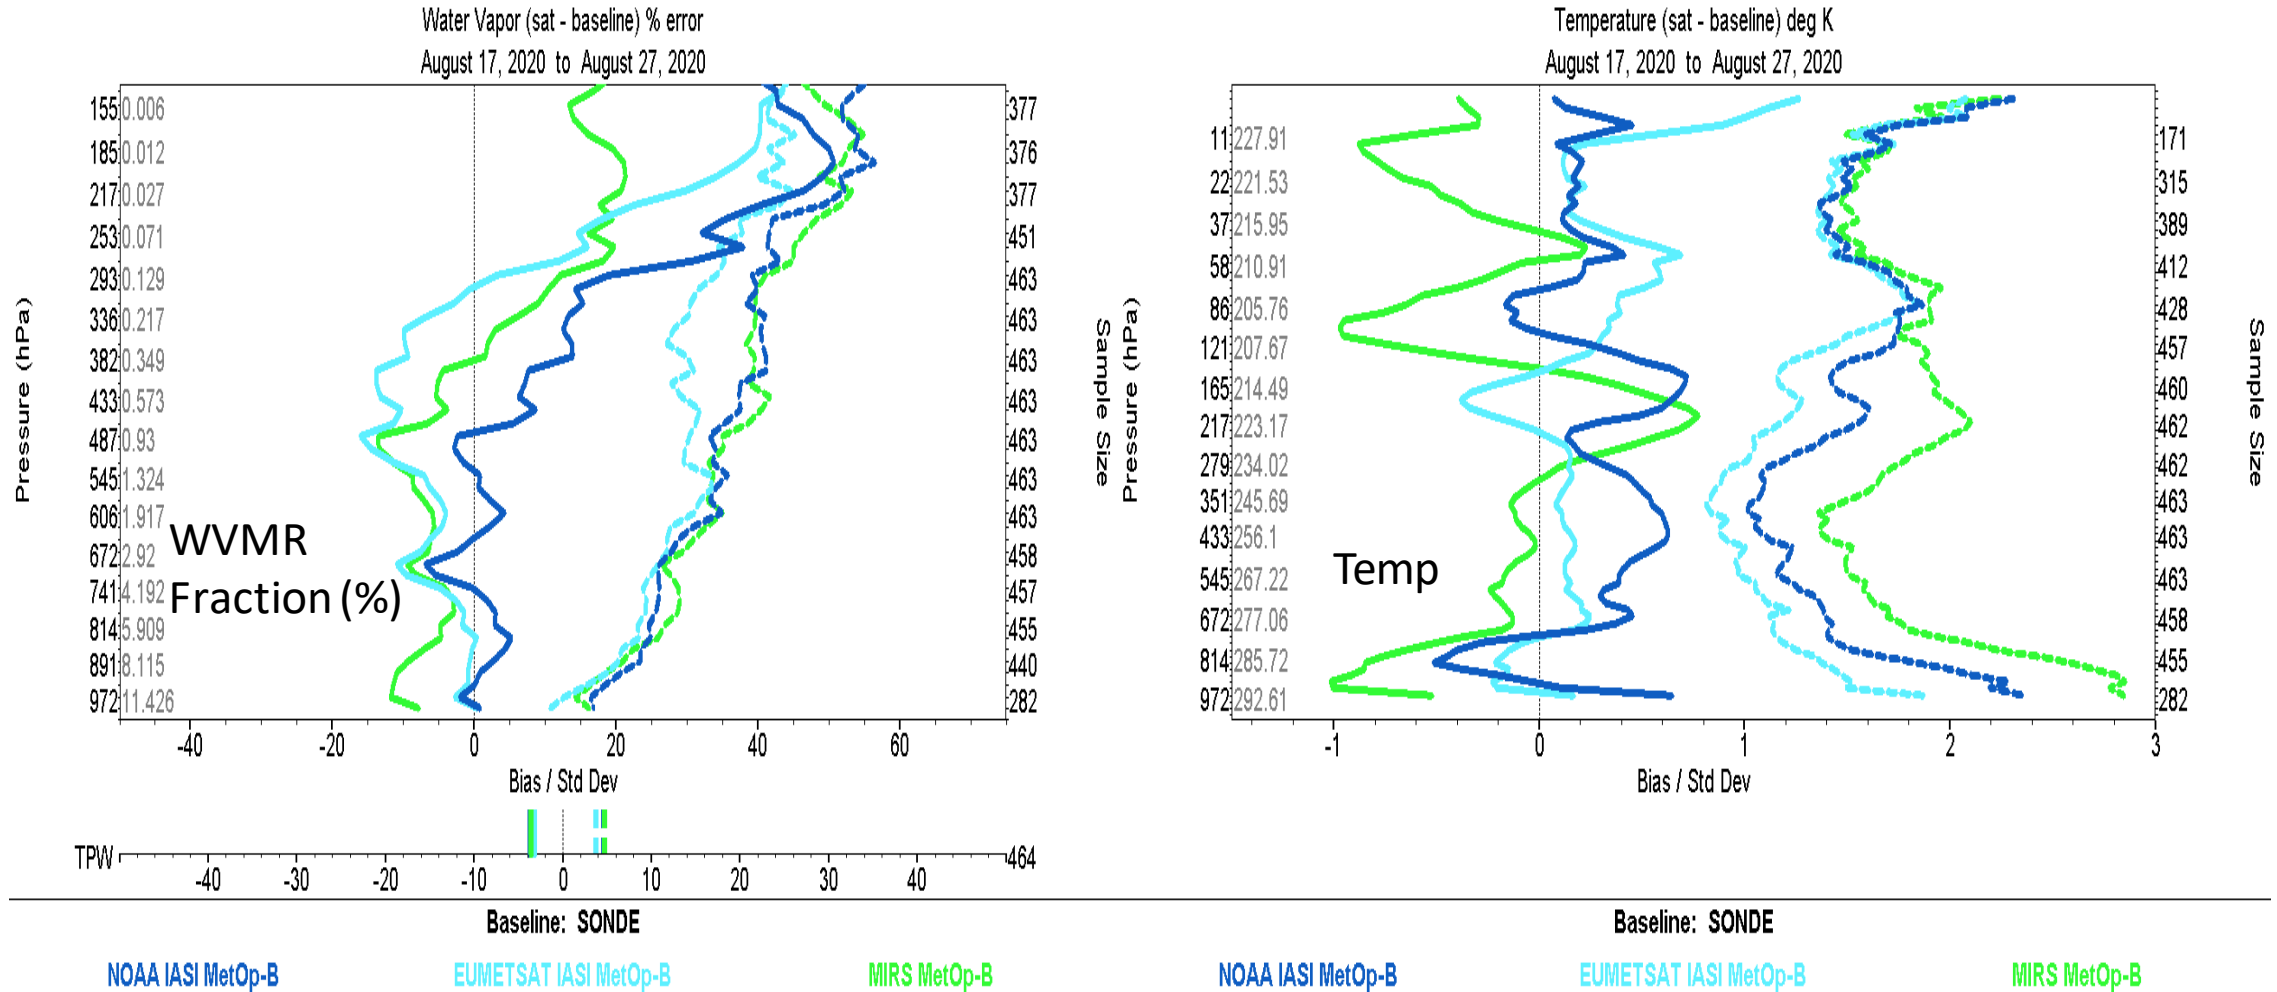 Water Vapor (sat - baseline) % error
August 17, 2020 to August 27, 2020
Pressure (hPa)
155 0.006 377
185 0.012 376
217 0.027 377
253 0.071 451
293 0.129 463
336 0.217 463
382 0.349 463
433 0.573 463
487 0.93 463
545 1.324 463
606 1.917 463
672 2.92 458
741 4.192 457
814 5.909 455
891 8.115 440
972 11.426 282
WVMR
Fraction (%)
Sample Size
-40 -20 0 20 40 60
Bias / Std Dev
TPW 464
-40 -30 -20 -10 0 10 20 30 40
Baseline: SONDE
NOAA IASI MetOp-B EUMETSAT IASI MetOp-B MIRS MetOp-B
Temperature (sat - baseline) deg K
August 17, 2020 to August 27, 2020
Pressure (hPa)
11 227.91 171
22 221.53 315
37 215.95 389
58 210.91 412
86 205.76 428
121 207.67 457
165 214.49 460
217 223.17 462
279 234.02 462
351 245.69 463
433 256.1 463
545 267.22 463
672 277.06 458
814 285.72 455
972 292.61 282
Temp
Sample Size
-1 0 1 2 3
Bias / Std Dev
Baseline: SONDE
NOAA IASI MetOp-B EUMETSAT IASI MetOp-B MIRS MetOp-B